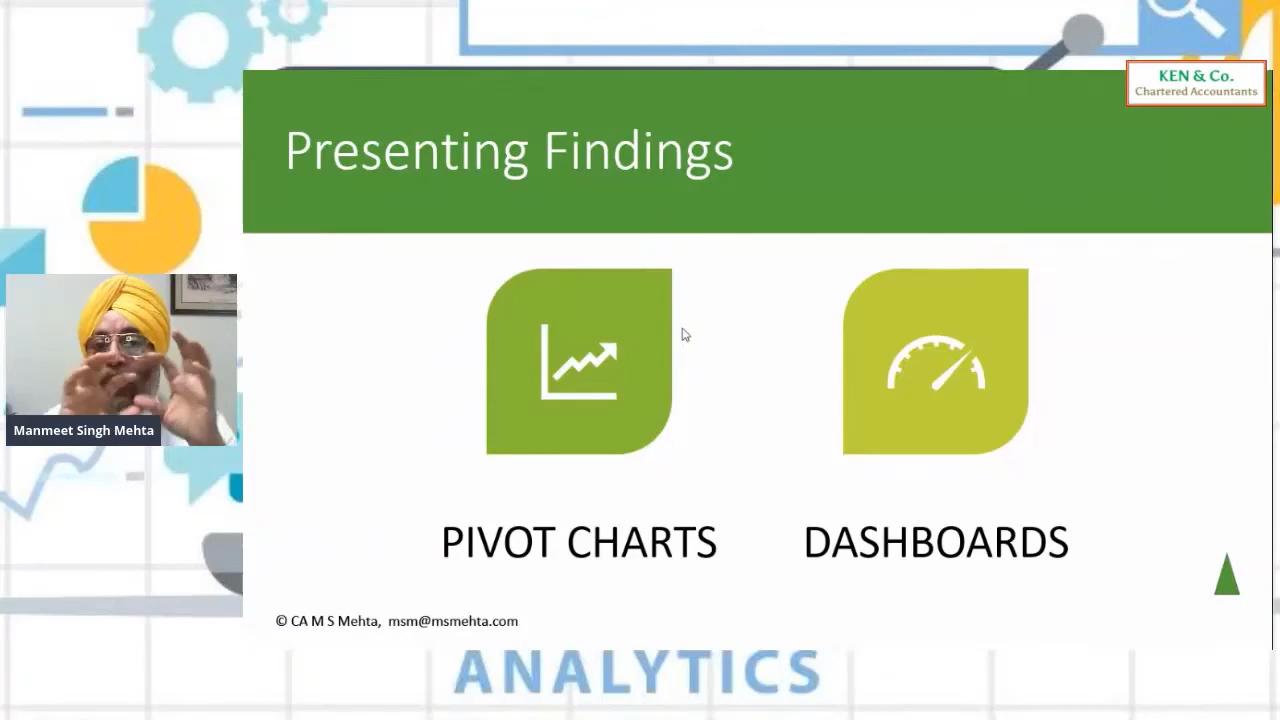 KEN & Co.
Chartered Accountants
Presenting Findings
Manmeet Singh Mehta
PIVOT CHARTS
DASHBOARDS
© CA M S Mehta, msm@msmehta.com
ANALYTICS